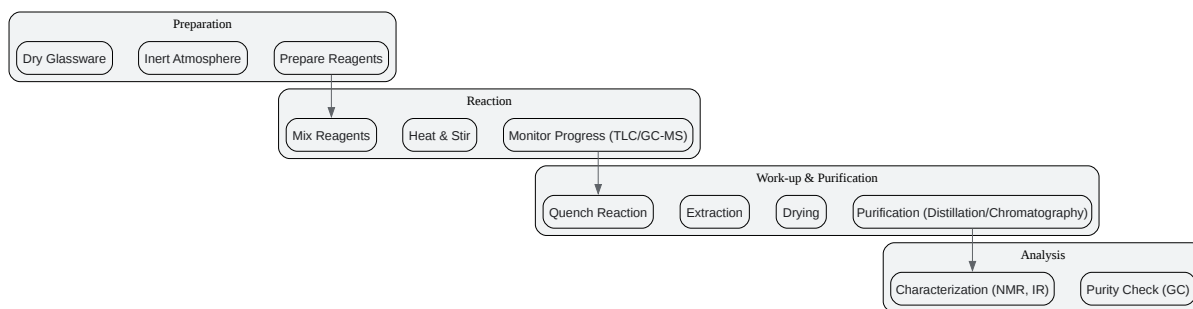 Preparation
Dry Glassware
Inert Atmosphere
Prepare Reagents
Reaction
Mix Reagents
Heat & Stir
Monitor Progress (TLC/GC-MS)
Work-up & Purification
Quench Reaction
Extraction
Drying
Purification (Distillation/Chromatography)
Analysis
Characterization (NMR, IR)
Purity Check (GC)